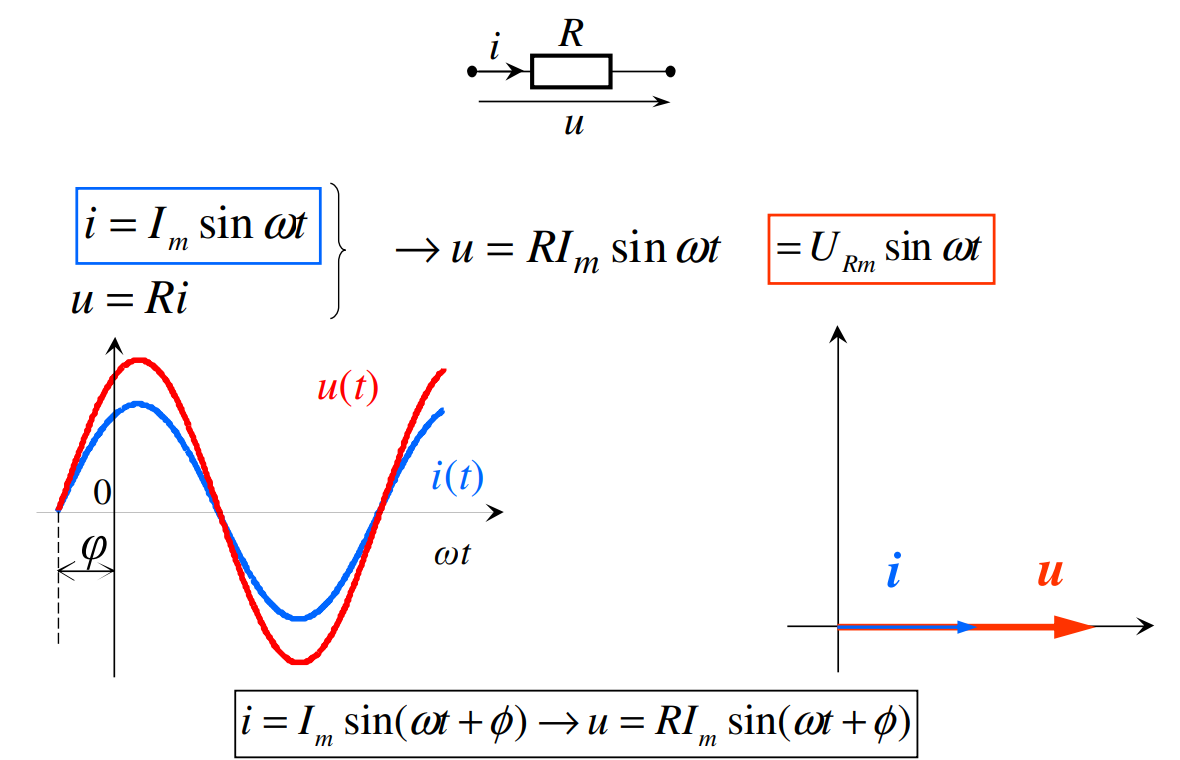 R
i
u
i = I_m sin ωt
u = Ri
→ u = RI_m sin ωt
= U_Rm sin ωt
u(t)
i(t)
0
φ
ωt
i
u
i = I_m sin(ωt + ϕ) → u = RI_m sin(ωt + ϕ)